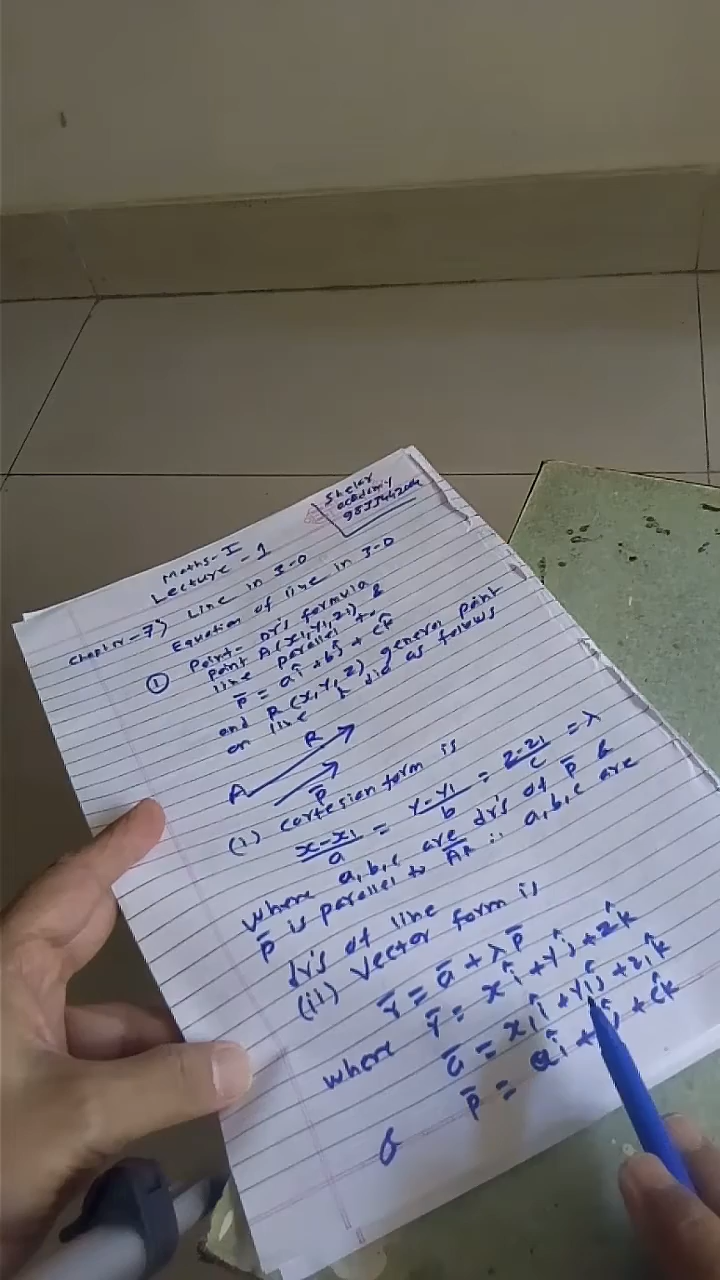 Shelar
academy
Maths-I
Lecture-1
Chapter-7) Line in 3-D
Equation of line in 3-D
① Point-Dr's formula
Point A(x1,y1,z1) &
line parallel to
p̅ = aî + bĵ + ck̂
and R(x,y,z) general point
on line is as follows
R
A
p̅
(i) Cartesian form is
x-x1/a = y-y1/b = z-z1/c = λ
where a,b,c are dr's of p̅ &
p̅ is parallel to A̅R̅ ∴ a,b,c are
dr's of line
(ii) Vector form is
r̅ = a̅ + λp̅
where r̅ = xî + yĵ + zk̂
a̅ = x1î + y1ĵ + z1k̂
& p̅ = aî + bĵ + ck̂